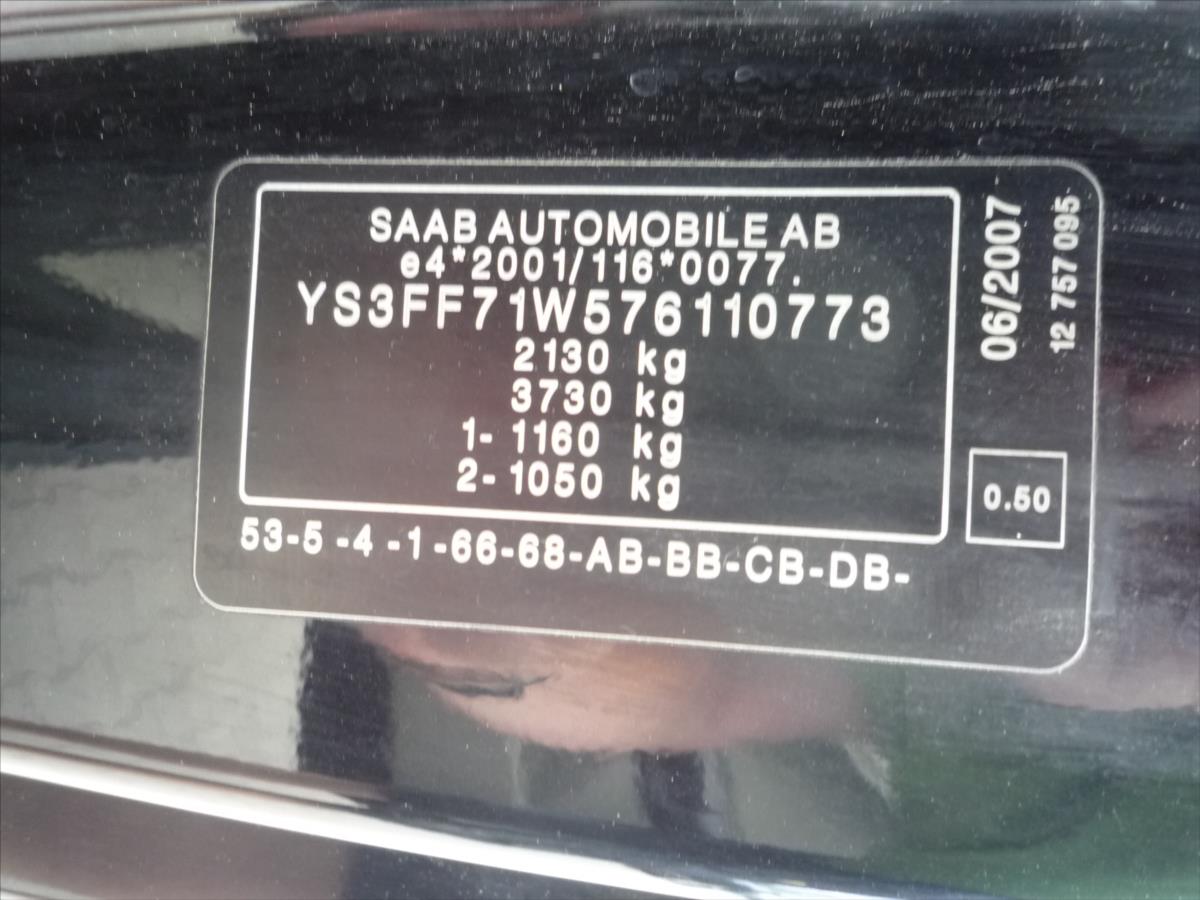 SAAB AUTOMOBILE AB
e4*2001/116*0077.
YS3FF71W576110773
2130 kg
3730 kg
1- 1160 kg
2- 1050 kg
53-5 -4 -1-66-68-AB-BB-CB-DB-
06/2007
12 757 095
0.50